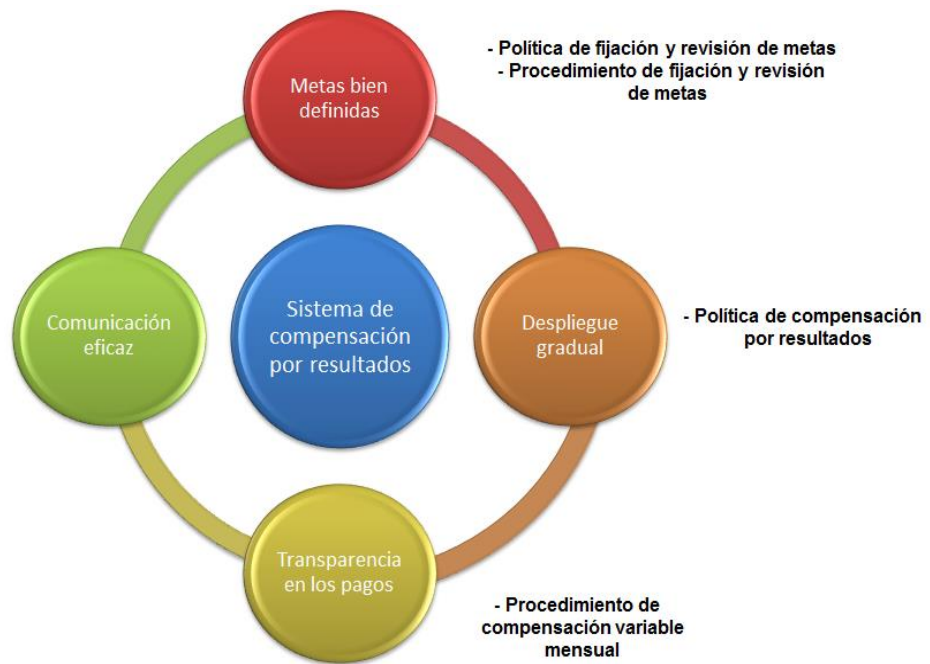 Metas bien
definidas
- Política de fijación y revisión de metas
- Procedimiento de fijación y revisión
de metas
Comunicación
eficaz
Sistema de
compensación
por resultados
Despliegue
gradual
- Política de compensación
por resultados
Transparencia
en los pagos
- Procedimiento de
compensación variable
mensual